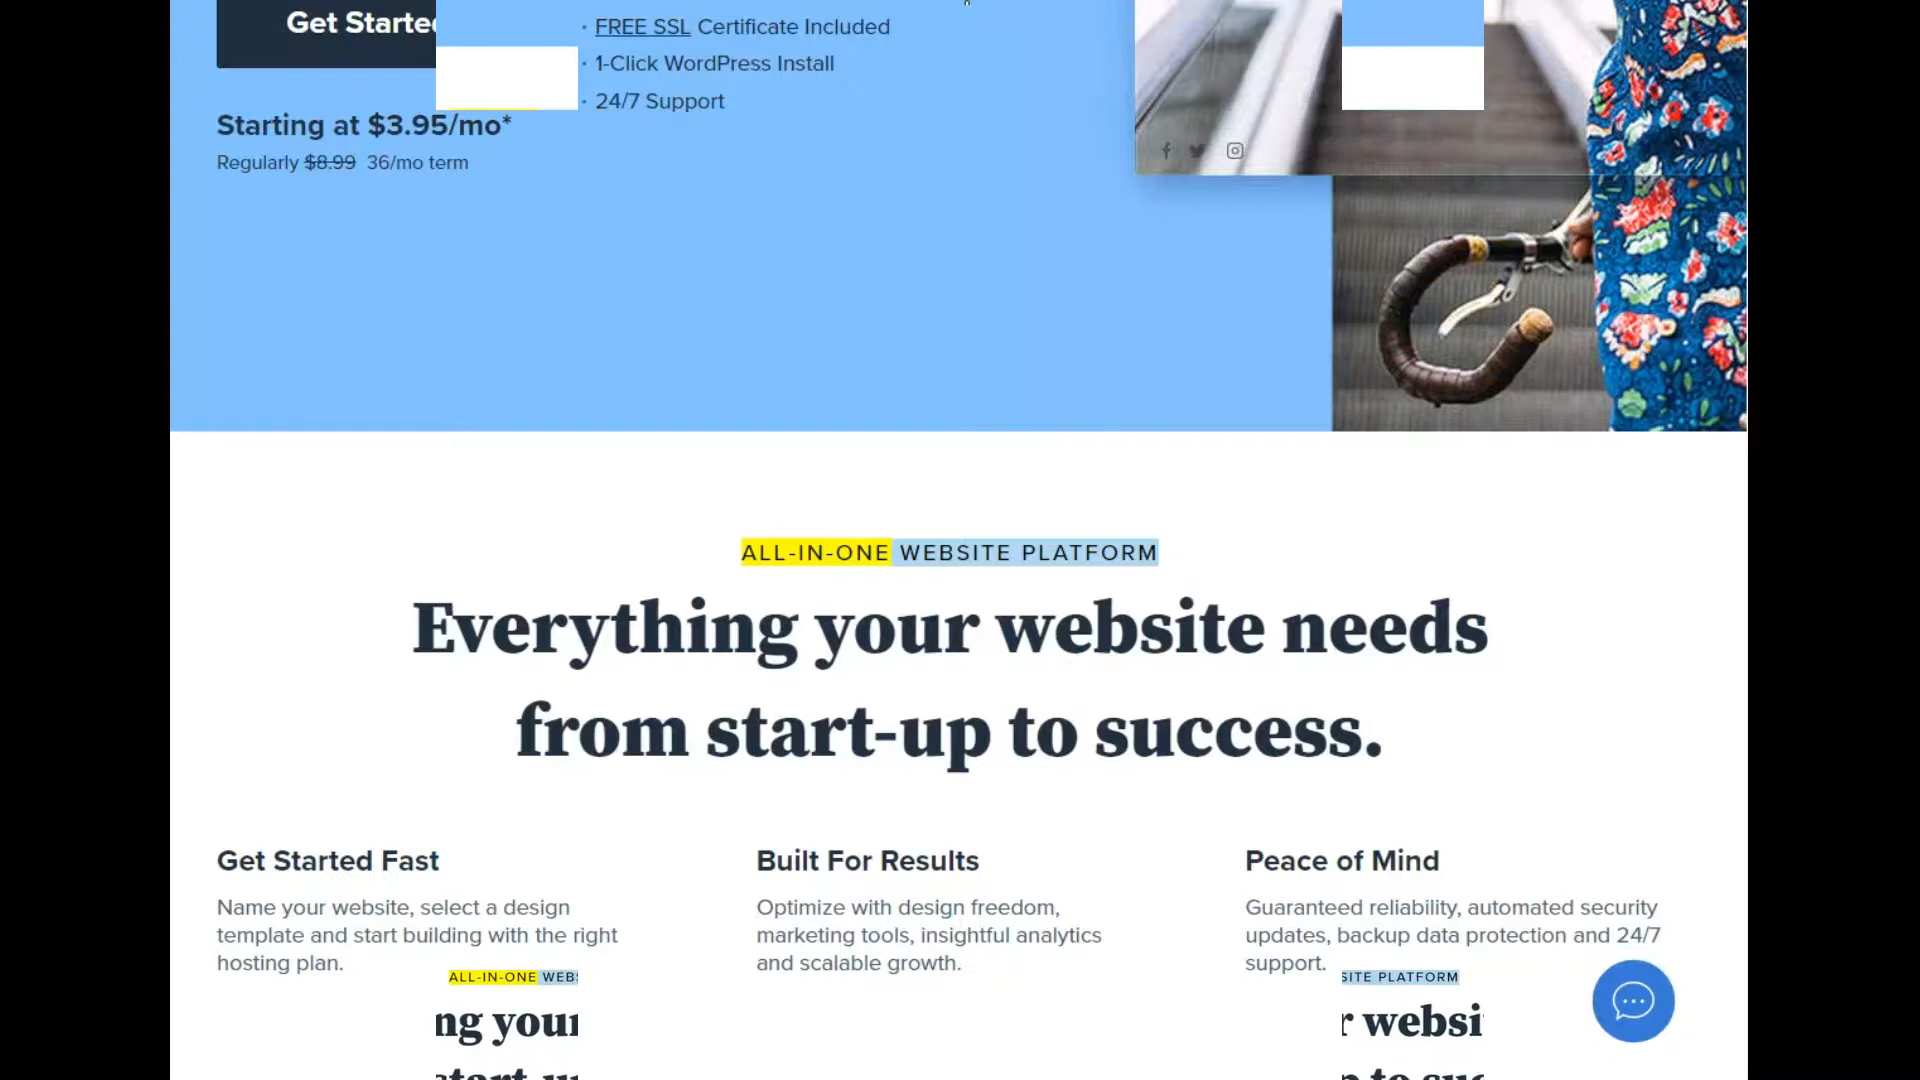 Get Started
· FREE SSL Certificate Included
· 1-Click WordPress Install
· 24/7 Support
Starting at $3.95/mo*
Regularly $8.99 36/mo term
ALL-IN-ONE WEBSITE PLATFORM
Everything your website needs
from start-up to success.
Get Started Fast
Name your website, select a design
template and start building with the right
hosting plan.
Built For Results
Optimize with design freedom,
marketing tools, insightful analytics
and scalable growth.
Peace of Mind
Guaranteed reliability, automated security
updates, backup data protection and 24/7
support.
ALL-IN-ONE WEBS
ng your
SITE PLATFORM
r websi